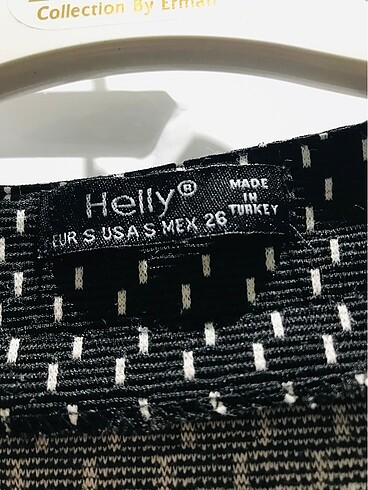 Collection By Erman
Helly®
MADE
IN
TURKEY
EUR S USA S MEX 26